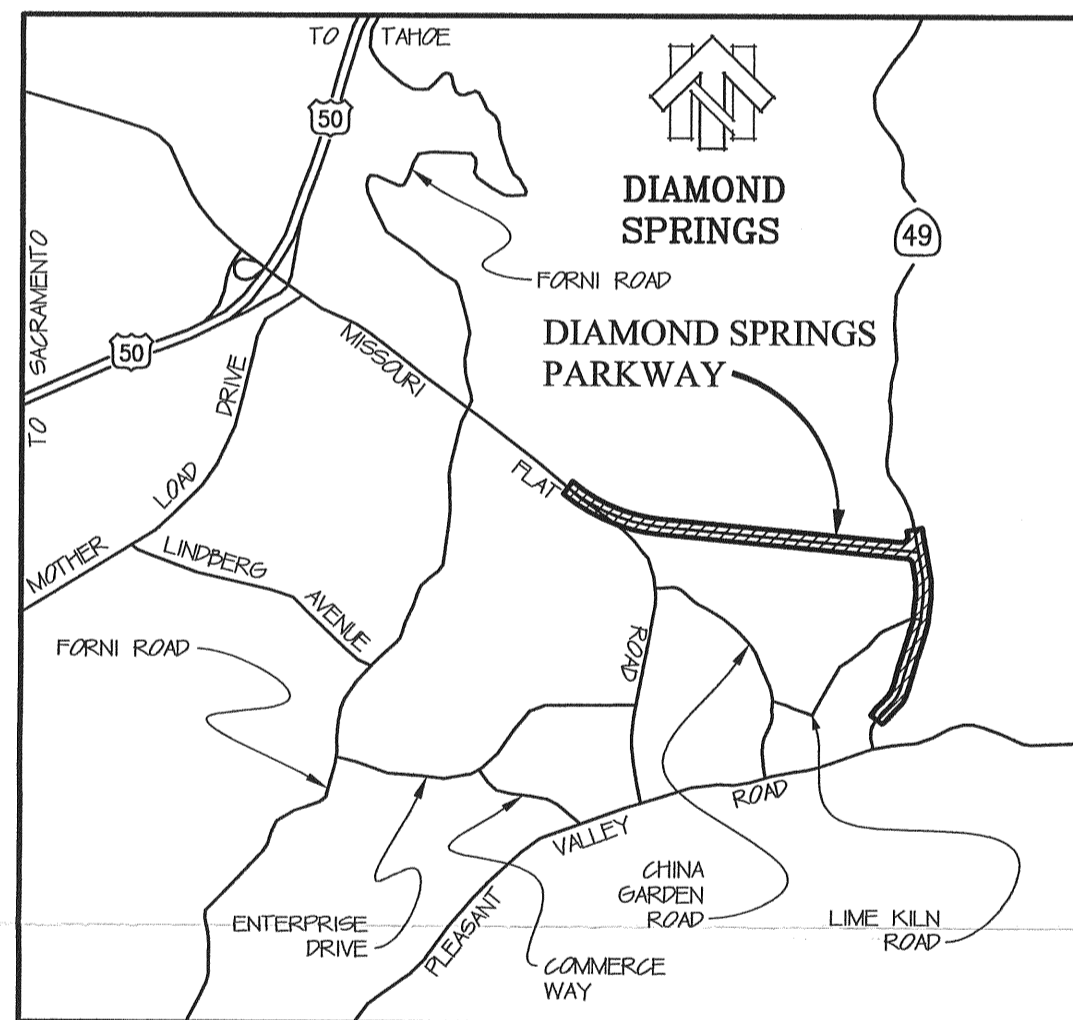 TO TAHOE
50
DIAMOND
SPRINGS
49
TO SACRAMENTO
FORNI ROAD
50
DIAMOND SPRINGS
PARKWAY
MISSOURI
FLAT
ROAD
MOTHER LOAD DRIVE
LINDBERG
AVENUE
FORNI ROAD
PLEASANT VALLEY ROAD
CHINA
GARDEN
ROAD
LIME KILN
ROAD
ENTERPRISE
DRIVE
COMMERCE
WAY